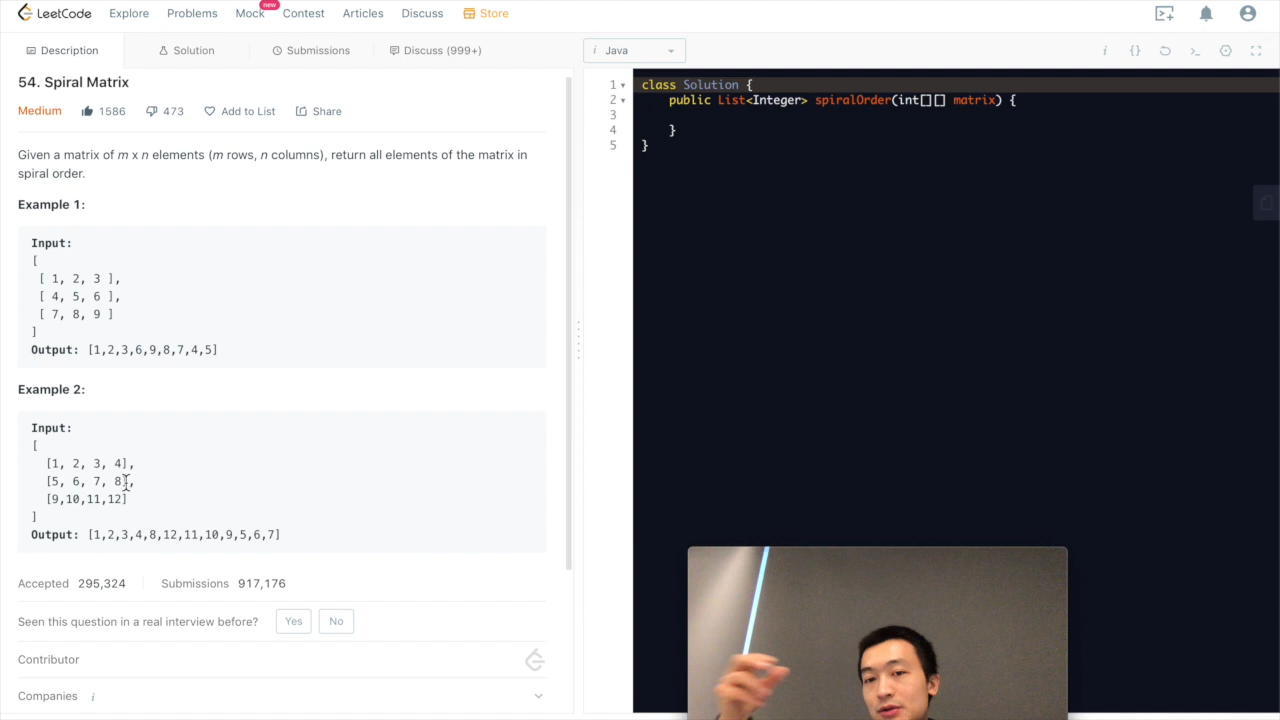 LeetCode Explore Problems Mock new Contest Articles Discuss Store
Description Solution Submissions Discuss (999+)
i Java
54. Spiral Matrix
Medium 1586 473 Add to List Share
Given a matrix of m x n elements (m rows, n columns), return all elements of the matrix in
spiral order.
Example 1:
Input:
[
[ 1, 2, 3 ],
[ 4, 5, 6 ],
[ 7, 8, 9 ]
]
Output: [1,2,3,6,9,8,7,4,5]
Example 2:
Input:
[
[1, 2, 3, 4],
[5, 6, 7, 8],
[9,10,11,12]
]
Output: [1,2,3,4,8,12,11,10,9,5,6,7]
Accepted 295,324 Submissions 917,176
Seen this question in a real interview before? Yes No
Contributor
Companies i
1 class Solution {
2 public List<Integer> spiralOrder(int[][] matrix) {
3
4 }
5 }